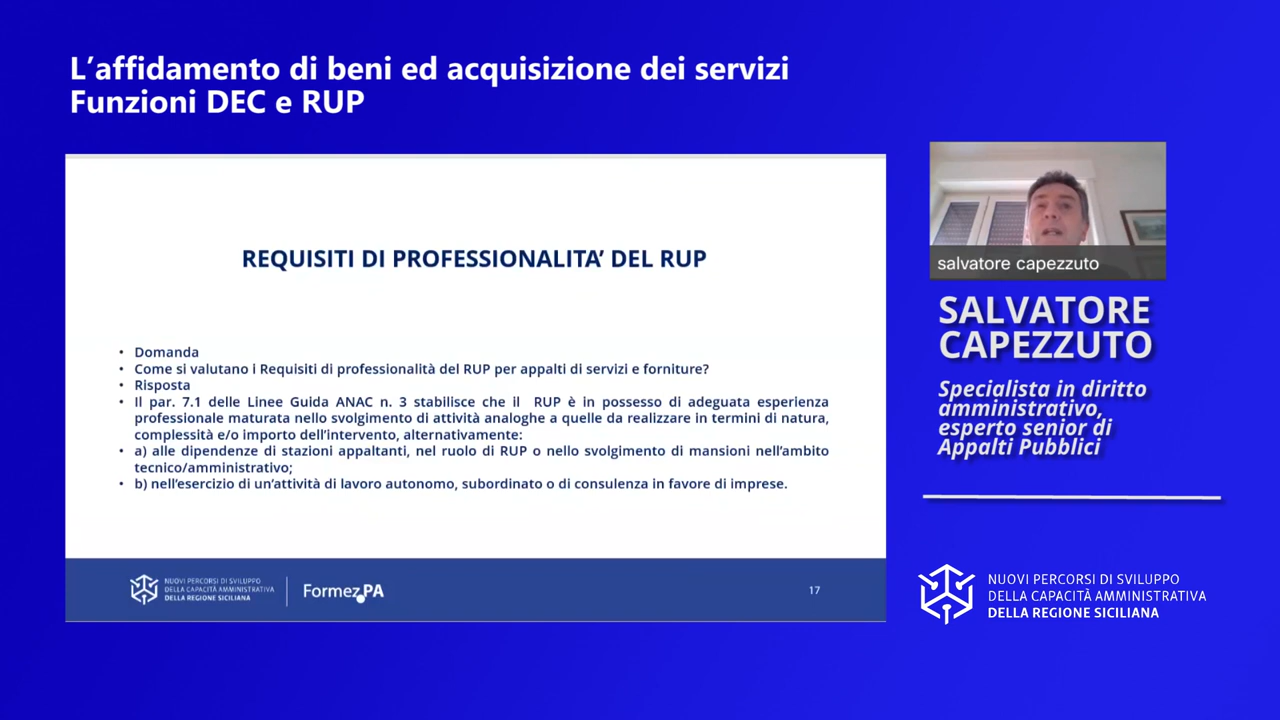 L'affidamento di beni ed acquisizione dei servizi
Funzioni DEC e RUP
REQUISITI DI PROFESSIONALITA' DEL RUP
• Domanda
• Come si valutano i Requisiti di professionalità del RUP per appalti di servizi e forniture?
• Risposta
• Il par. 7.1 delle Linee Guida ANAC n. 3 stabilisce che il  RUP è in possesso di adeguata esperienza
professionale maturata nello svolgimento di attività analoghe a quelle da realizzare in termini di natura,
complessità e/o importo dell'intervento, alternativamente:
• a) alle dipendenze di stazioni appaltanti, nel ruolo di RUP o nello svolgimento di mansioni nell'ambito
tecnico/amministrativo;
• b) nell'esercizio di un'attività di lavoro autonomo, subordinato o di consulenza in favore di imprese.
NUOVI PERCORSI DI SVILUPPO
DELLA CAPACITÀ AMMINISTRATIVA
DELLA REGIONE SICILIANA
Formez PA
17
salvatore capezzuto
SALVATORE
CAPEZZUTO
Specialista in diritto
amministrativo,
esperto senior di
Appalti Pubblici
NUOVI PERCORSI DI SVILUPPO
DELLA CAPACITÀ AMMINISTRATIVA
DELLA REGIONE SICILIANA